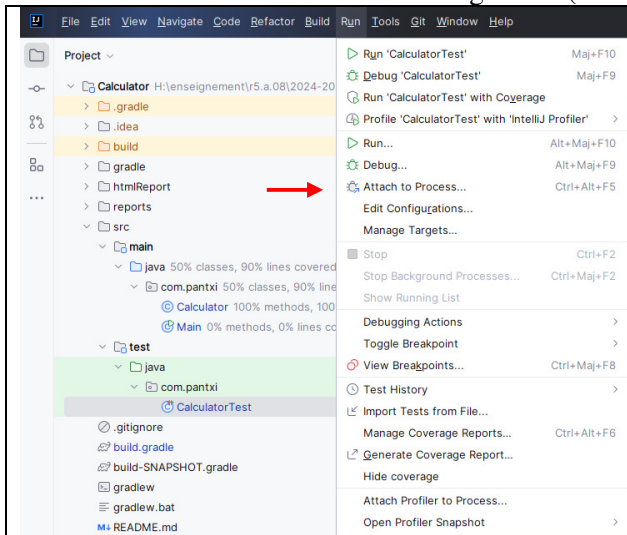 File Edit View Navigate Code Refactor Build Run Tools Git Window Help
Project
Calculator H:\enseignement\r5.a.08\2024-20
.gradle
.idea
build
gradle
htmlReport
reports
src
main
java 50% classes, 90% lines covered
com.pantxi 50% classes, 90% line
Calculator 100% methods, 100
Main 0% methods, 0% lines co
test
java
com.pantxi
CalculatorTest
.gitignore
build.gradle
build-SNAPSHOT.gradle
gradlew
gradlew.bat
README.md
Run 'CalculatorTest' Maj+F10
Debug 'CalculatorTest' Maj+F9
Run 'CalculatorTest' with Coverage
Profile 'CalculatorTest' with 'IntelliJ Profiler'
Run... Alt+Maj+F10
Debug... Alt+Maj+F9
Attach to Process... Ctrl+Alt+F5
Edit Configurations...
Manage Targets...
Stop Ctrl+F2
Stop Background Processes... Ctrl+Maj+F2
Show Running List
Debugging Actions
Toggle Breakpoint
View Breakpoints... Ctrl+Maj+F8
Test History
Import Tests from File...
Manage Coverage Reports... Ctrl+Alt+F6
Generate Coverage Report...
Hide coverage
Attach Profiler to Process...
Open Profiler Snapshot